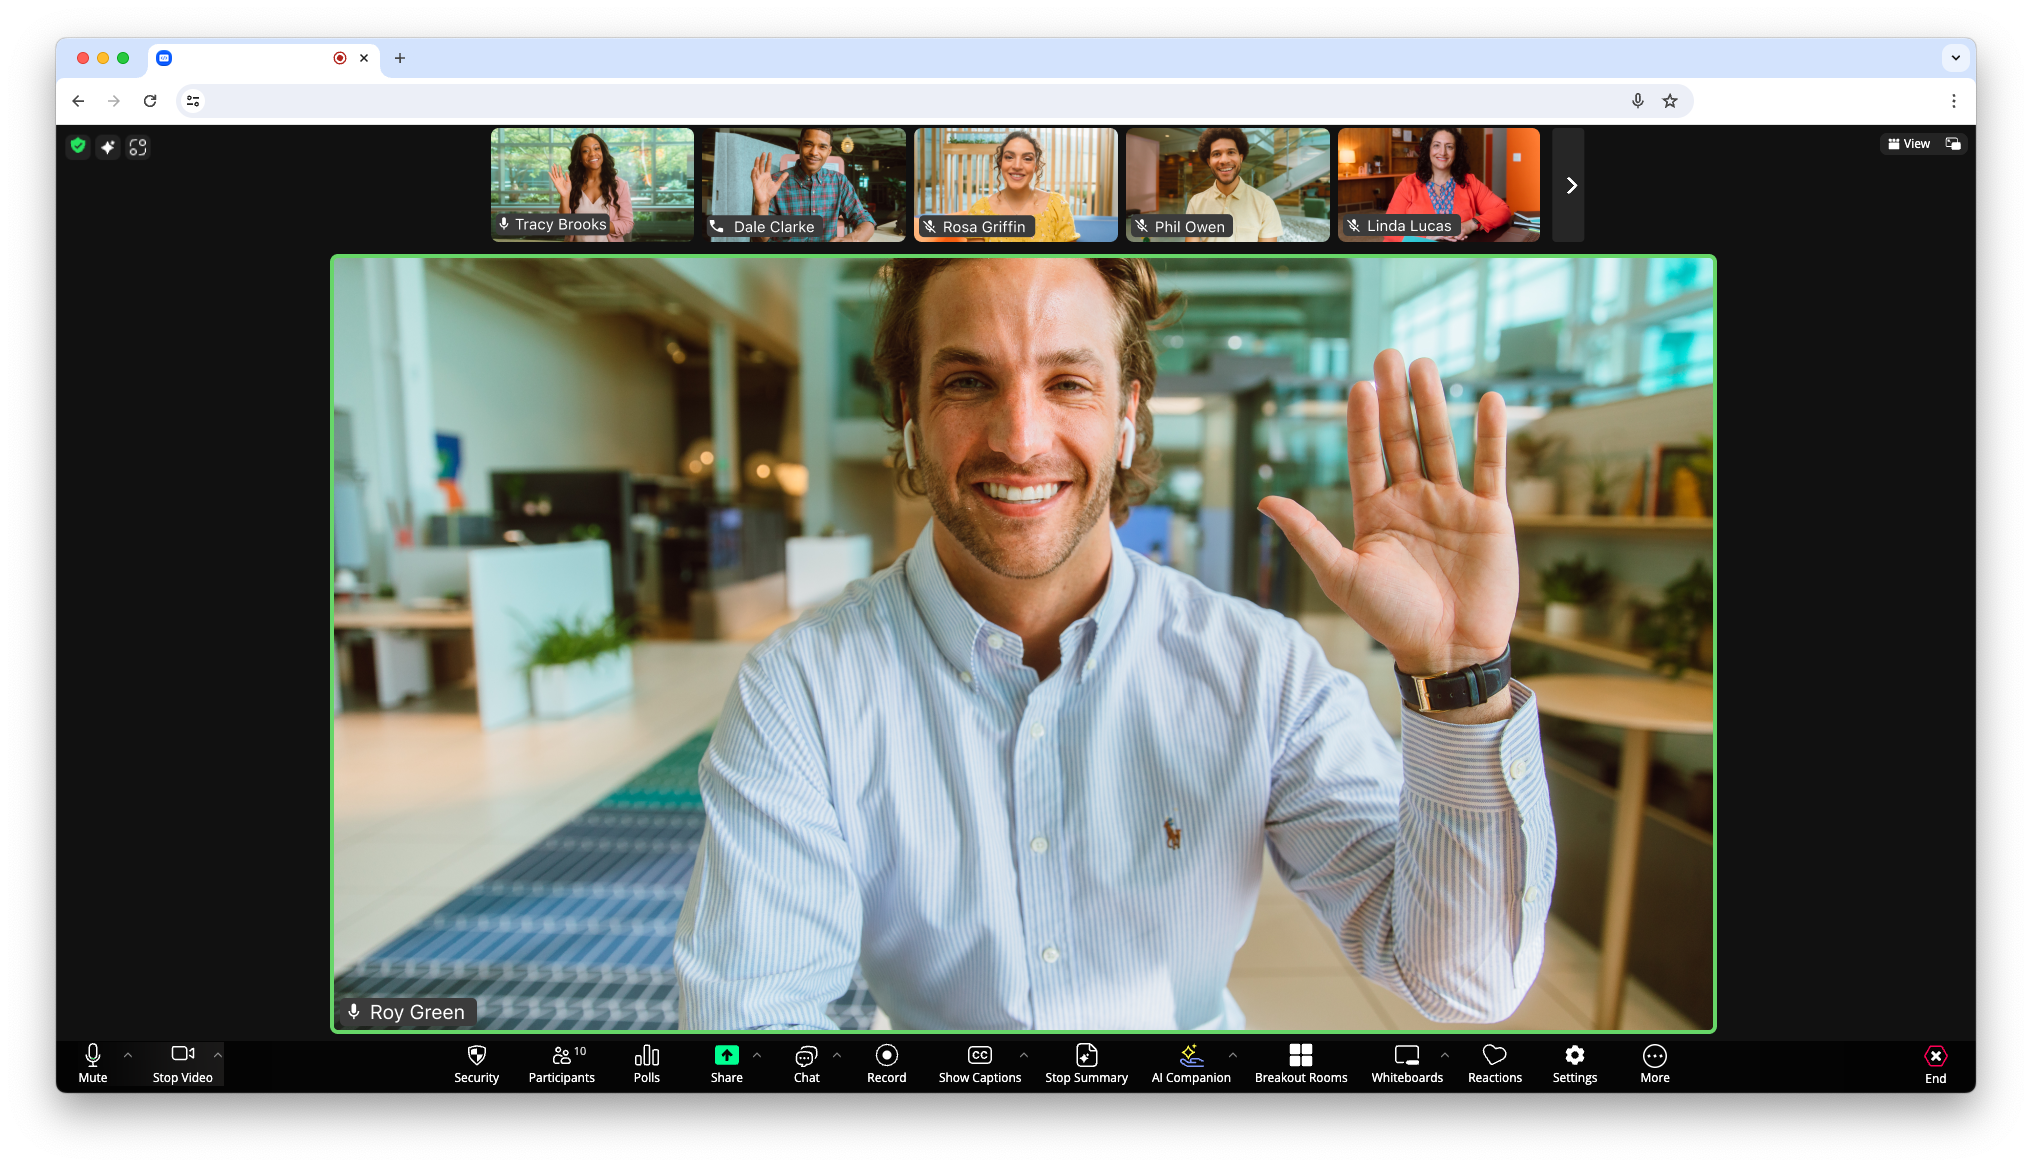 View
Tracy Brooks
Dale Clarke
Rosa Griffin
Phil Owen
Linda Lucas
Roy Green
Mute
Stop Video
Security
10
Participants
Polls
Share
Chat
Record
CC
Show Captions
Stop Summary
AI Companion
Breakout Rooms
Whiteboards
Reactions
Settings
More
End